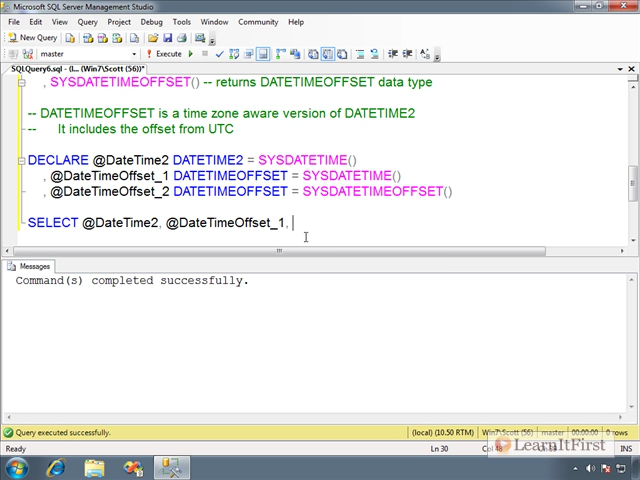 Microsoft SQL Server Management Studio
File Edit View Query Project Debug Tools Window Community Help
New Query
master Execute
SQLQuery6.sql - (L... (Win7\Scott (56))*
, SYSDATETIMEOFFSET() -- returns DATETIMEOFFSET data type
-- DATETIMEOFFSET is a time zone aware version of DATETIME2
-- It includes the offset from UTC
DECLARE @DateTime2 DATETIME2 = SYSDATETIME()
, @DateTimeOffset_1 DATETIMEOFFSET = SYSDATETIME()
, @DateTimeOffset_2 DATETIMEOFFSET = SYSDATETIMEOFFSET()
SELECT @DateTime2, @DateTimeOffset_1,
Messages
Command(s) completed successfully.
Query executed successfully. (local) (10.50 RTM) Win7\Scott (56) master 00:00:00 0 rows
LearnItFirst
Ready Ln 30 Col 48 INS